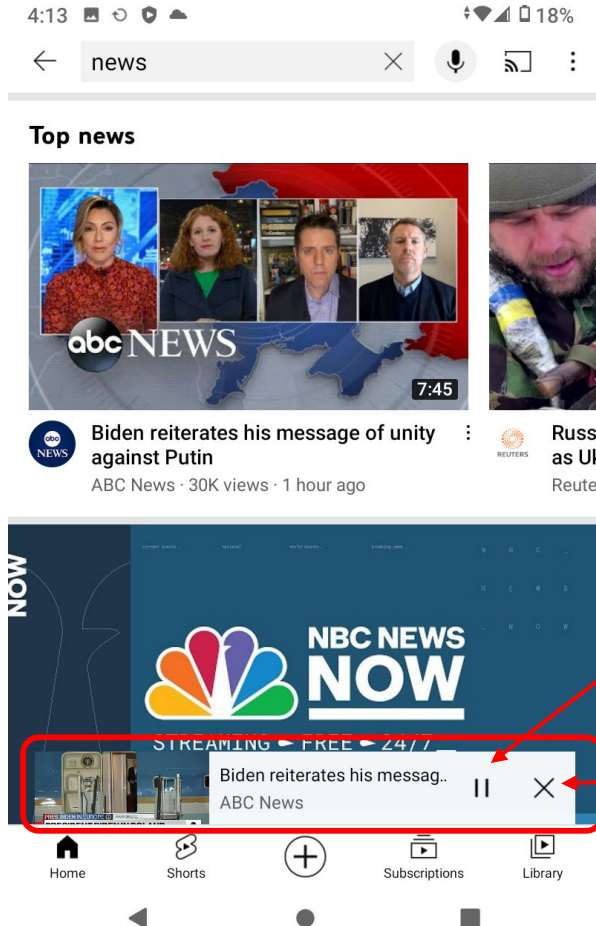 4:13
18%
news
Top news
abc NEWS
7:45
abc
NEWS
Biden reiterates his message of unity
against Putin
ABC News · 30K views · 1 hour ago
REUTERS
Russ
as Uk
Reute
NOW
NBC NEWS
NOW
STREAMING FREE 24/7
Biden reiterates his messag..
ABC News
Home
Shorts
Subscriptions
Library